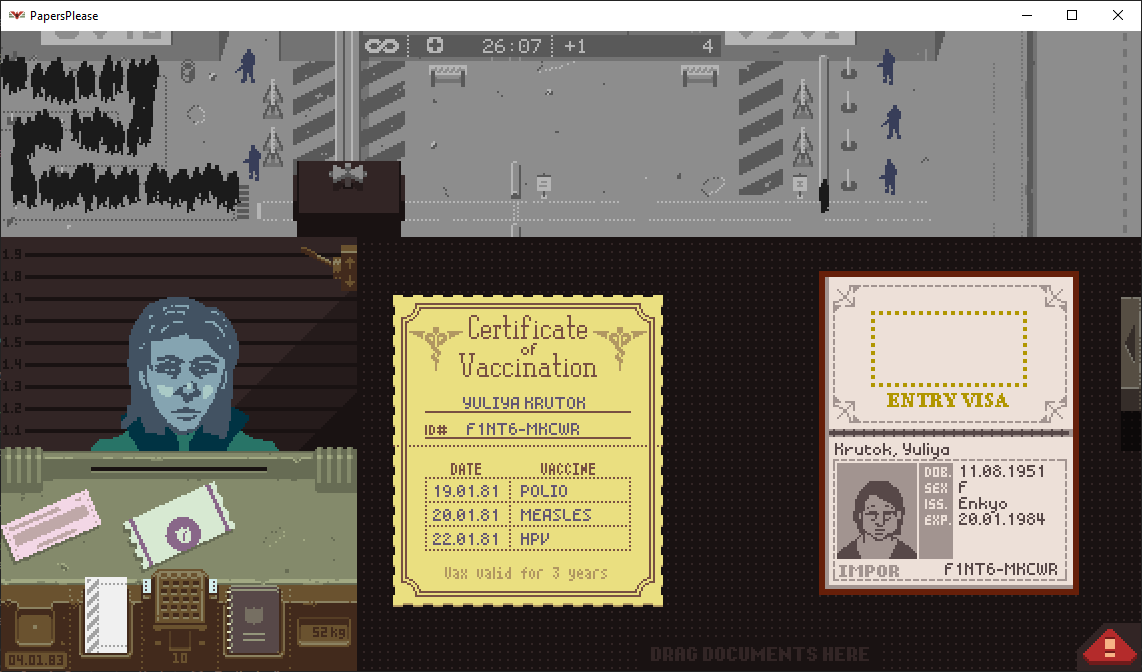 PapersPlease
26:07 +1 4
1.9
1.8
1.7
1.6
1.5
1.4
1.3
1.2
1.1
Certificate
of
Vaccination
YULIYA KRUTOK
ID# F1NT6-MKCWR
DATE VACCINE
19.01.81 POLIO
20.01.81 MEASLES
22.01.81 HPV
Vax valid for 3 years
ENTRY VISA
Krutok, Yuliya
DOB. 11.08.1951
SEX F
ISS. Enkyo
EXP. 20.01.1984
IMPOR F1NT6-MKCWR
04.01.83
10
52kg
DRAG DOCUMENTS HERE